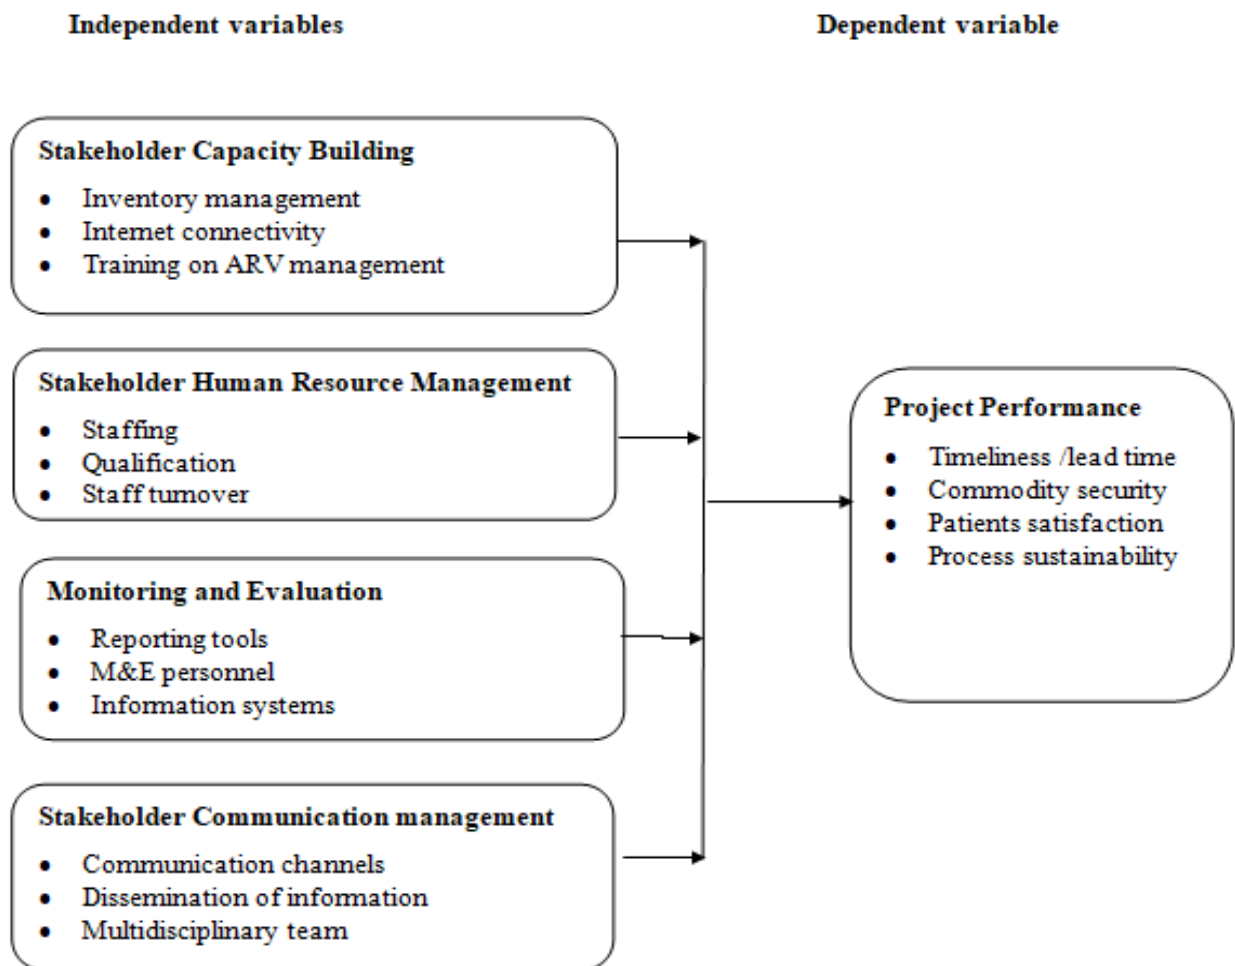 Independent variables
Dependent variable
Stakeholder Capacity Building
• Inventory management
• Internet connectivity
• Training on ARV management
Stakeholder Human Resource Management
• Staffing
• Qualification
• Staff turnover
Monitoring and Evaluation
• Reporting tools
• M&E personnel
• Information systems
Stakeholder Communication management
• Communication channels
• Dissemination of information
• Multidisciplinary team
Project Performance
• Timeliness /lead time
• Commodity security
• Patients satisfaction
• Process sustainability